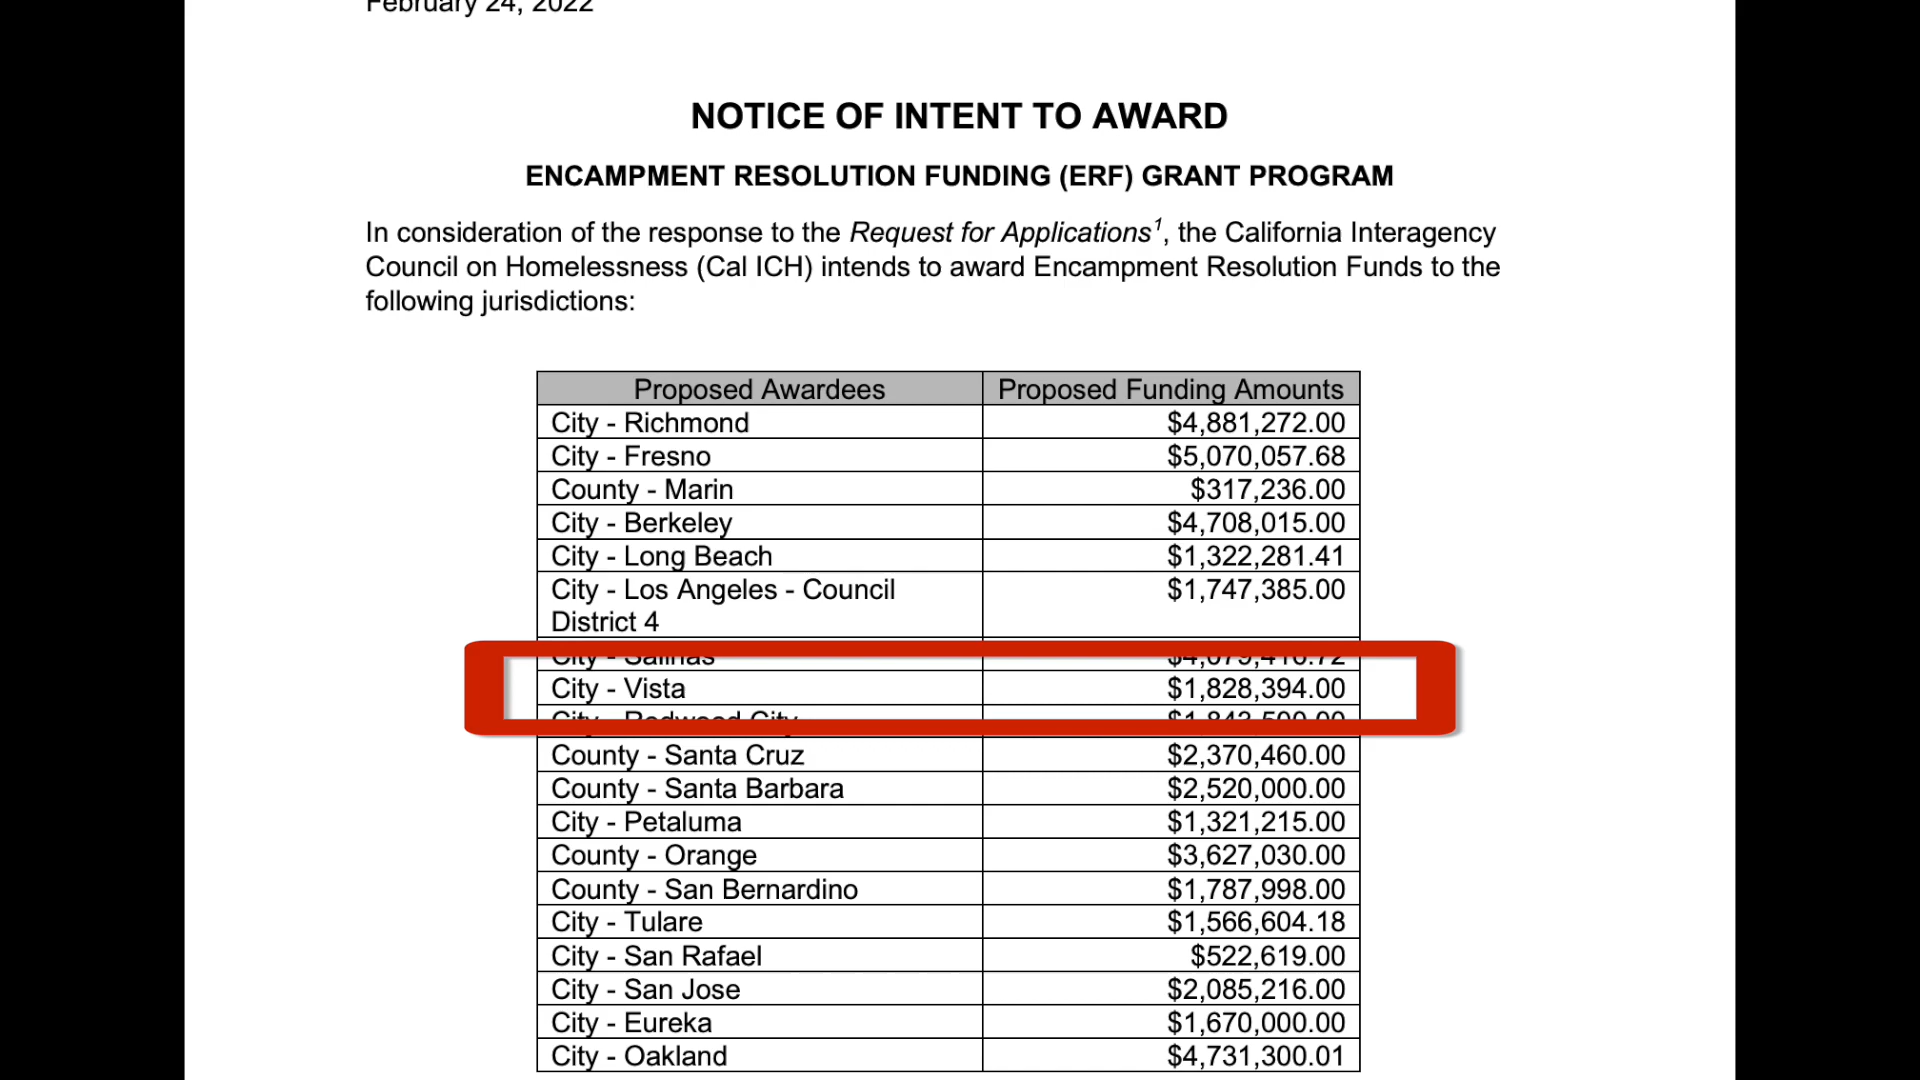 February 24, 2022
NOTICE OF INTENT TO AWARD
ENCAMPMENT RESOLUTION FUNDING (ERF) GRANT PROGRAM
In consideration of the response to the Request for Applications¹, the California Interagency
Council on Homelessness (Cal ICH) intends to award Encampment Resolution Funds to the
following jurisdictions:
Proposed Awardees Proposed Funding Amounts
City - Richmond $4,881,272.00
City - Fresno $5,070,057.68
County - Marin $317,236.00
City - Berkeley $4,708,015.00
City - Long Beach $1,322,281.41
City - Los Angeles - Council $1,747,385.00
District 4
City - Salinas
City - Vista $1,828,394.00
City - Redwood City
County - Santa Cruz $2,370,460.00
County - Santa Barbara $2,520,000.00
City - Petaluma $1,321,215.00
County - Orange $3,627,030.00
County - San Bernardino $1,787,998.00
City - Tulare $1,566,604.18
City - San Rafael $522,619.00
City - San Jose $2,085,216.00
City - Eureka $1,670,000.00
City - Oakland $4,731,300.01